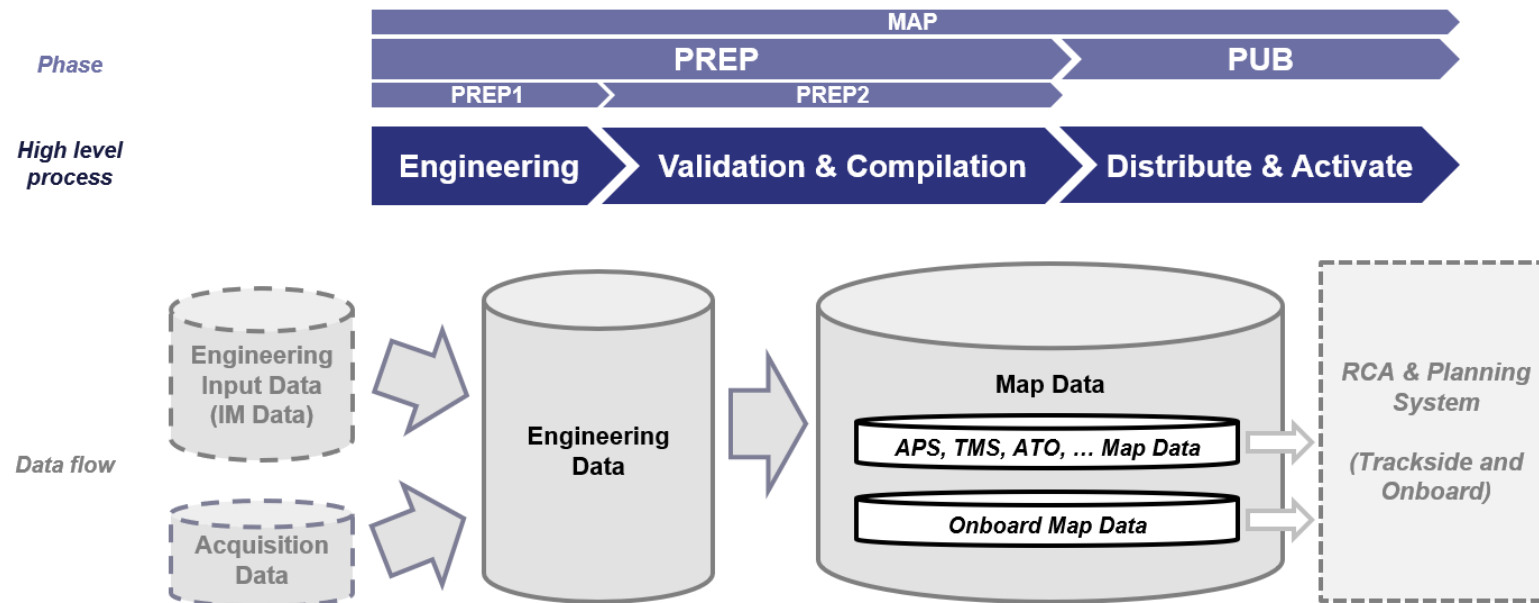 MAP
Phase
PREP
PUB
PREP1
PREP2
High level
process
Engineering
Validation & Compilation
Distribute & Activate
Data flow
Engineering
Input Data
(IM Data)
Acquisition
Data
Engineering
Data
Map Data
APS, TMS, ATO, … Map Data
Onboard Map Data
RCA & Planning
System
(Trackside and
Onboard)